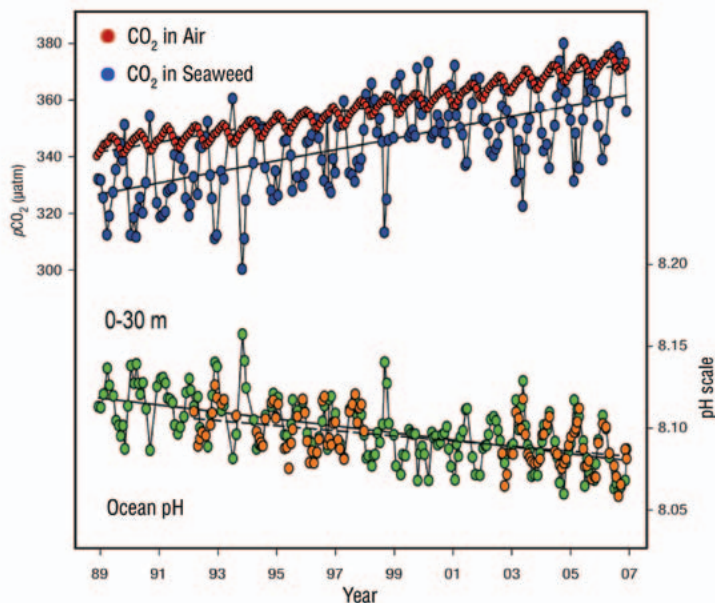 CO₂ in Air
CO₂ in Seaweed
380
360
340
320
300
pCO₂ (µatm)
0-30 m
Ocean pH
8.20
8.15
8.10
8.05
pH scale
89 91 93 95 97 99 01 03 05 07
Year